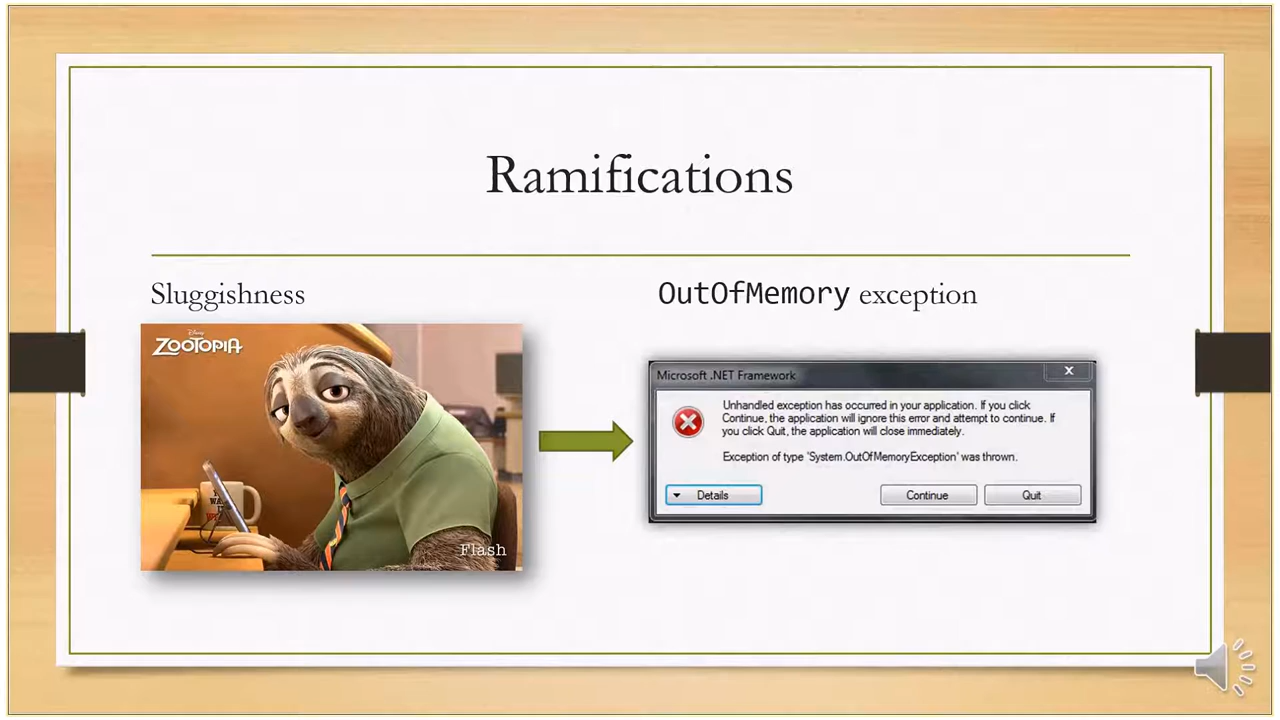 Ramifications
Sluggishness
OutOfMemory exception
Disney
ZOOTOPIA
Flash
Microsoft .NET Framework
Unhandled exception has occurred in your application. If you click
Continue, the application will ignore this error and attempt to continue. If
you click Quit, the application will close immediately.
Exception of type 'System.OutOfMemoryException' was thrown.
Details
Continue
Quit